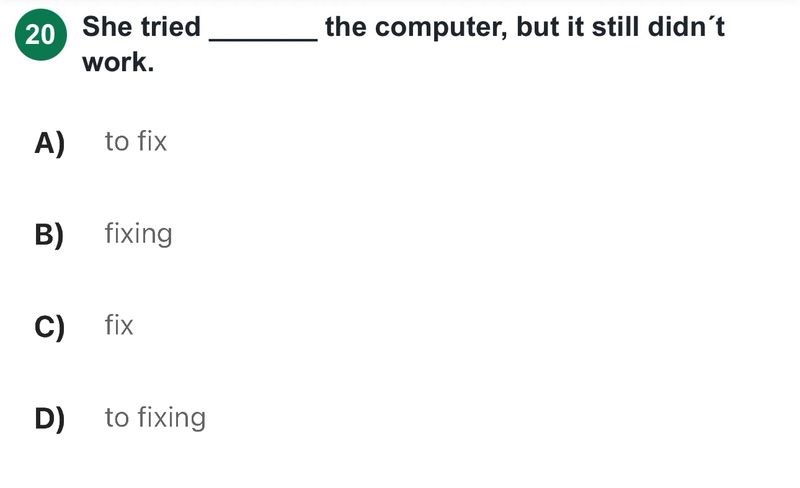 20 She tried _______ the computer, but it still didn´t
work.
A) to fix
B) fixing
C) fix
D) to fixing